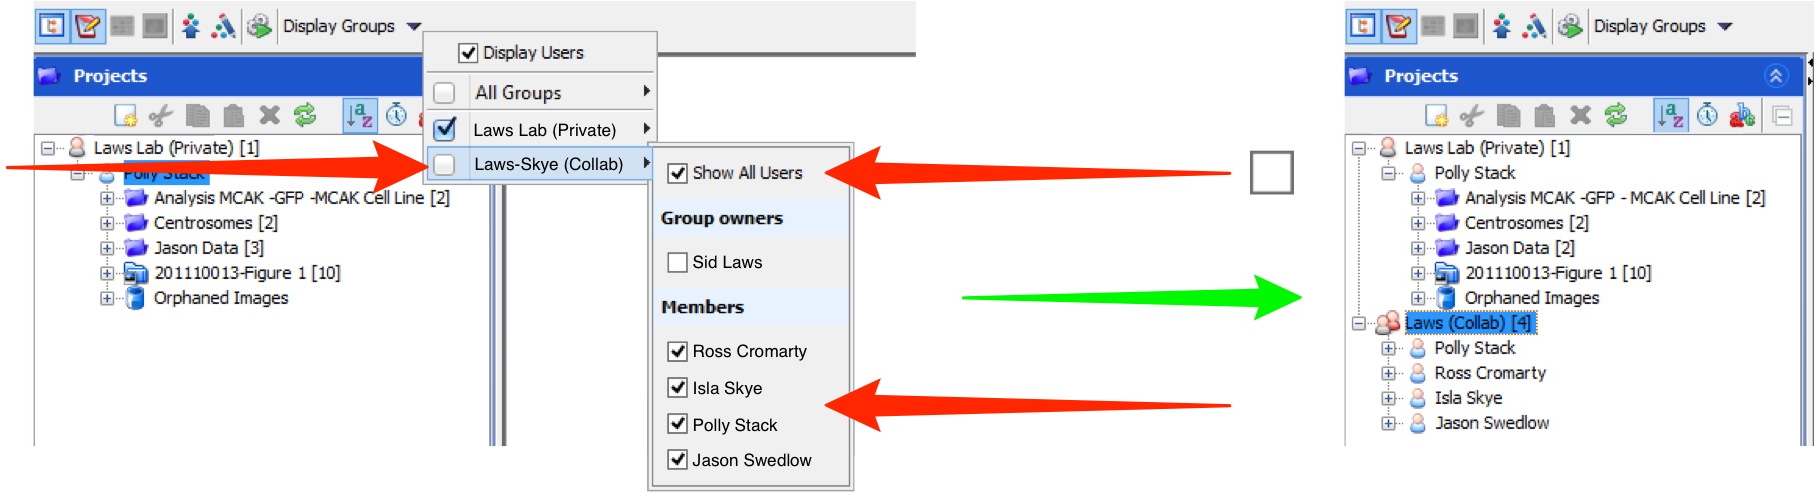 Display Groups
Display Users
Projects
All Groups
Laws Lab (Private)
Laws-Skye (Collab)
Laws Lab (Private) [1]
Polly Stack
Analysis MCAK -GFP -MCAK Cell Line [2]
Centrosomes [2]
Jason Data [3]
201110013-Figure 1 [10]
Orphaned Images
Show All Users
Group owners
Sid Laws
Members
Ross Cromarty
Isla Skye
Polly Stack
Jason Swedlow
Display Groups
Projects
Laws Lab (Private) [1]
Polly Stack
Analysis MCAK -GFP - MCAK Cell Line [2]
Centrosomes [2]
Jason Data [2]
201110013-Figure 1 [10]
Orphaned Images
Laws (Collab) [4]
Polly Stack
Ross Cromarty
Isla Skye
Jason Swedlow